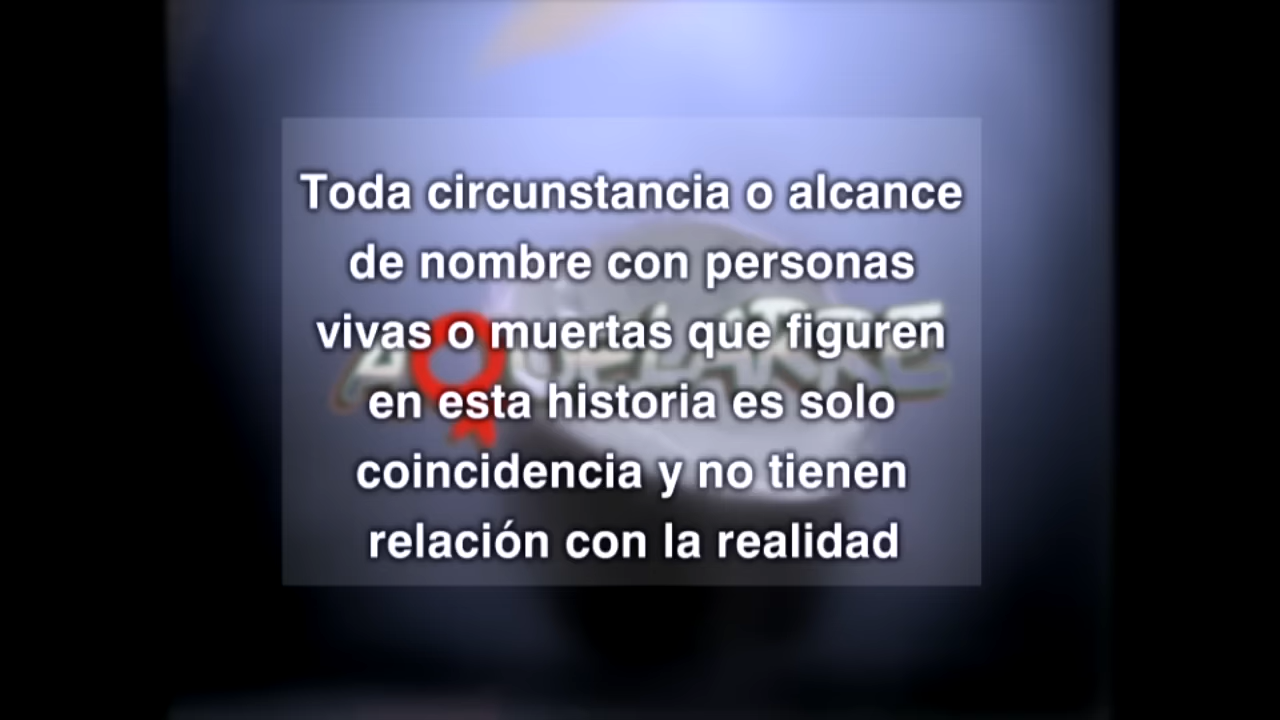 Toda circunstancia o alcance
de nombre con personas
vivas o muertas que figuren
en esta historia es solo
coincidencia y no tienen
relación con la realidad
AQUELARRE